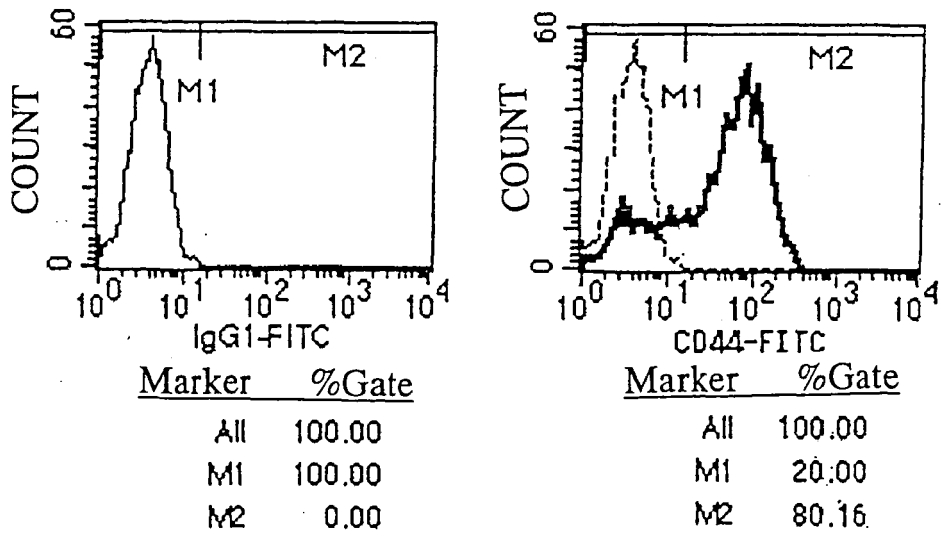 60
COUNT
0
M1
M2
10^0 10^1 10^2 10^3 10^4
IgG1-FITC
Marker %Gate
All 100.00
M1 100.00
M2 0.00
60
COUNT
0
M1
M2
10^0 10^1 10^2 10^3 10^4
CD44-FITC
Marker %Gate
All 100.00
M1 20.00
M2 80.16